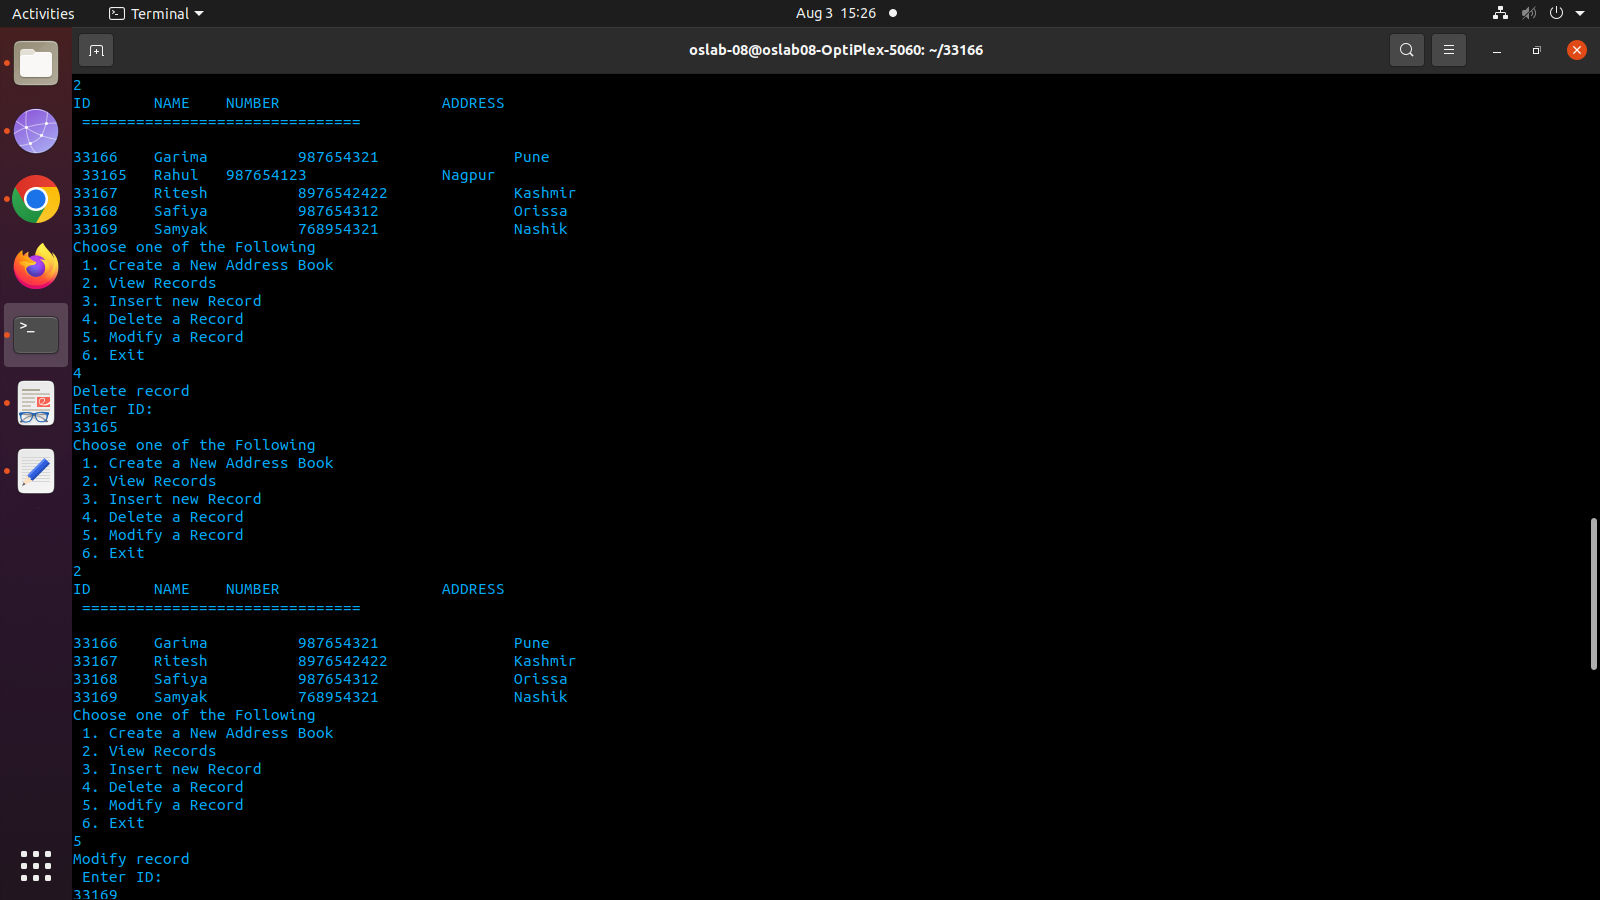 Activities Terminal Aug 3 15:26
oslab-08@oslab08-OptiPlex-5060: ~/33166
2
ID NAME NUMBER ADDRESS
===============================
33166 Garima 987654321 Pune
33165 Rahul 987654123 Nagpur
33167 Ritesh 8976542422 Kashmir
33168 Safiya 987654312 Orissa
33169 Samyak 768954321 Nashik
Choose one of the Following
1. Create a New Address Book
2. View Records
3. Insert new Record
4. Delete a Record
5. Modify a Record
6. Exit
4
Delete record
Enter ID:
33165
Choose one of the Following
1. Create a New Address Book
2. View Records
3. Insert new Record
4. Delete a Record
5. Modify a Record
6. Exit
2
ID NAME NUMBER ADDRESS
===============================
33166 Garima 987654321 Pune
33167 Ritesh 8976542422 Kashmir
33168 Safiya 987654312 Orissa
33169 Samyak 768954321 Nashik
Choose one of the Following
1. Create a New Address Book
2. View Records
3. Insert new Record
4. Delete a Record
5. Modify a Record
6. Exit
5
Modify record
Enter ID:
33169